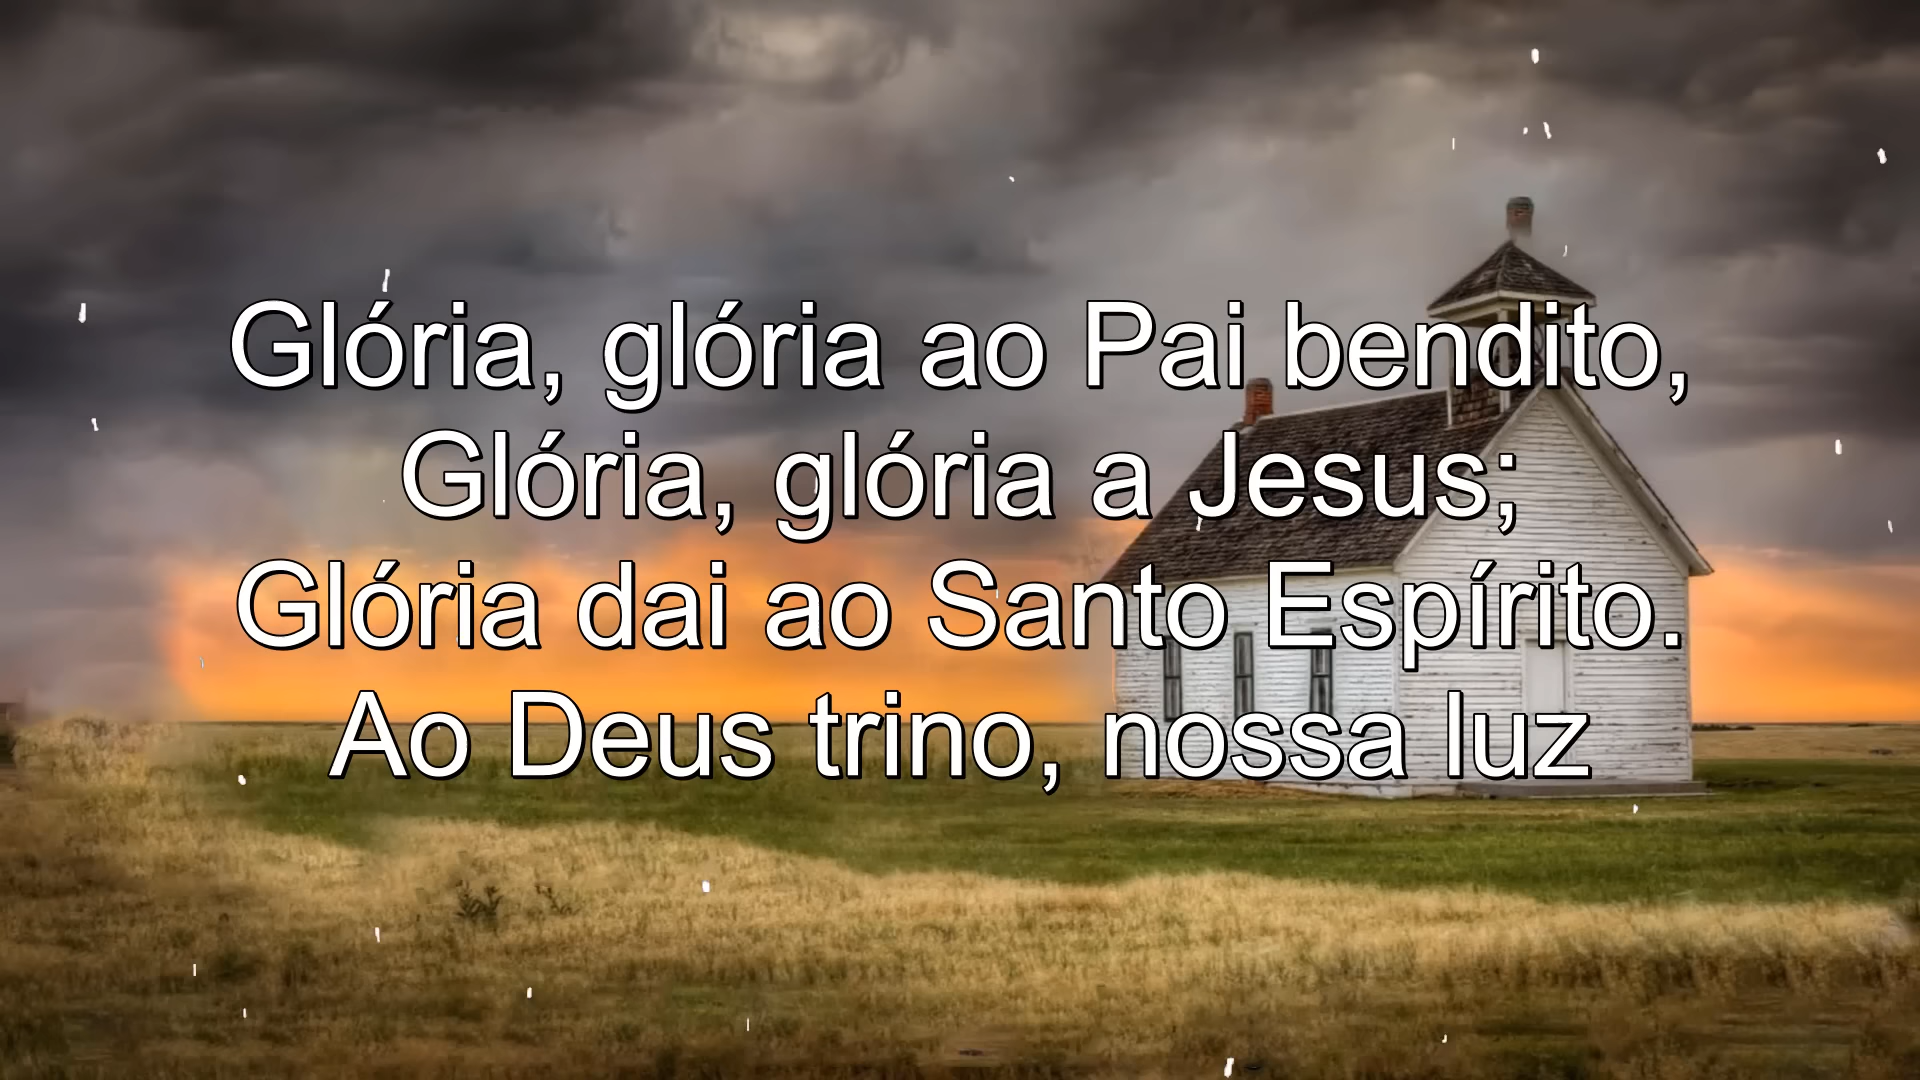 Glória, glória ao Pai bendito,
Glória, glória a Jesus;
Glória dai ao Santo Espírito.
Ao Deus trino, nossa luz